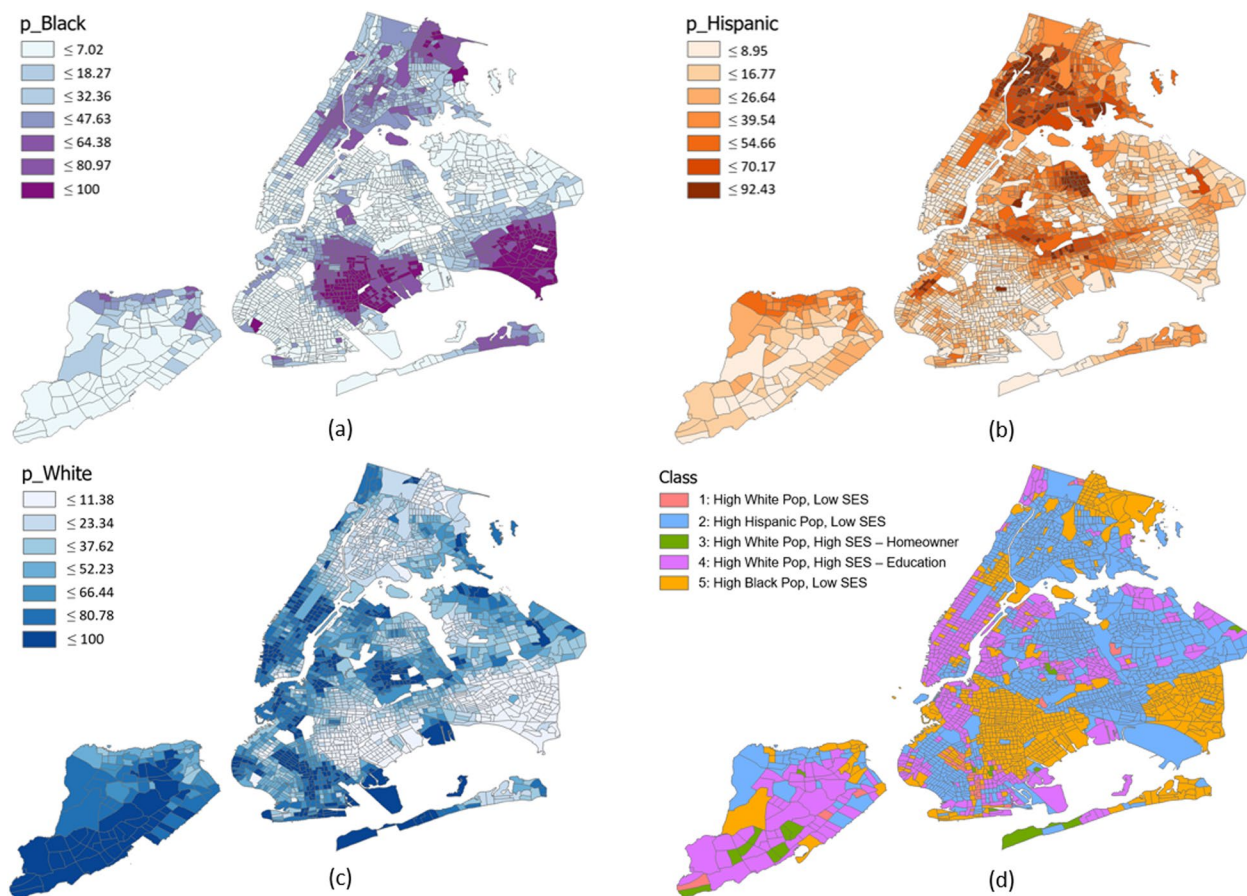 p_Black
≤ 7.02
≤ 18.27
≤ 32.36
≤ 47.63
≤ 64.38
≤ 80.97
≤ 100
(a)
p_Hispanic
≤ 8.95
≤ 16.77
≤ 26.64
≤ 39.54
≤ 54.66
≤ 70.17
≤ 92.43
(b)
p_White
≤ 11.38
≤ 23.34
≤ 37.62
≤ 52.23
≤ 66.44
≤ 80.78
≤ 100
(c)
Class
1: High White Pop, Low SES
2: High Hispanic Pop, Low SES
3: High White Pop, High SES – Homeowner
4: High White Pop, High SES – Education
5: High Black Pop, Low SES
(d)